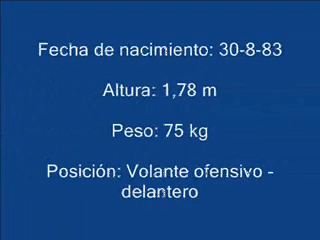 Fecha de nacimiento: 30-8-83
Altura: 1,78 m
Peso: 75 kg
Posición: Volante ofensivo -
delantero